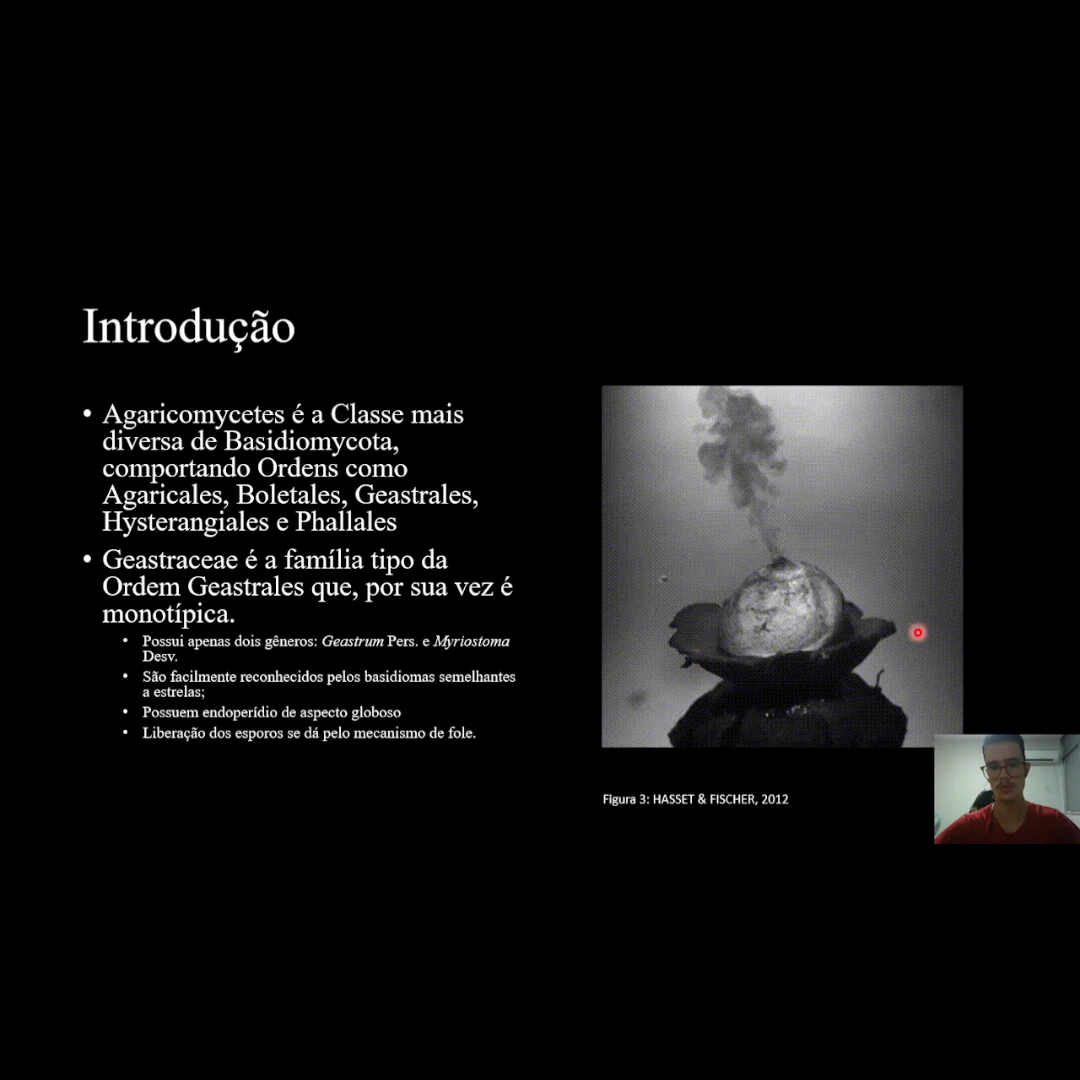 Introdução
• Agaricomycetes é a Classe mais
diversa de Basidiomycota,
comportando Ordens como
Agaricales, Boletales, Geastrales,
Hysterangiales e Phallales
• Geastraceae é a família tipo da
Ordem Geastrales que, por sua vez é
monotípica.
• Possui apenas dois gêneros: Geastrum Pers. e Myriostoma
Desv.
• São facilmente reconhecidos pelos basidiomas semelhantes
a estrelas;
• Possuem endoperídio de aspecto globoso
• Liberação dos esporos se dá pelo mecanismo de fole.
Figura 3: HASSET & FISCHER, 2012